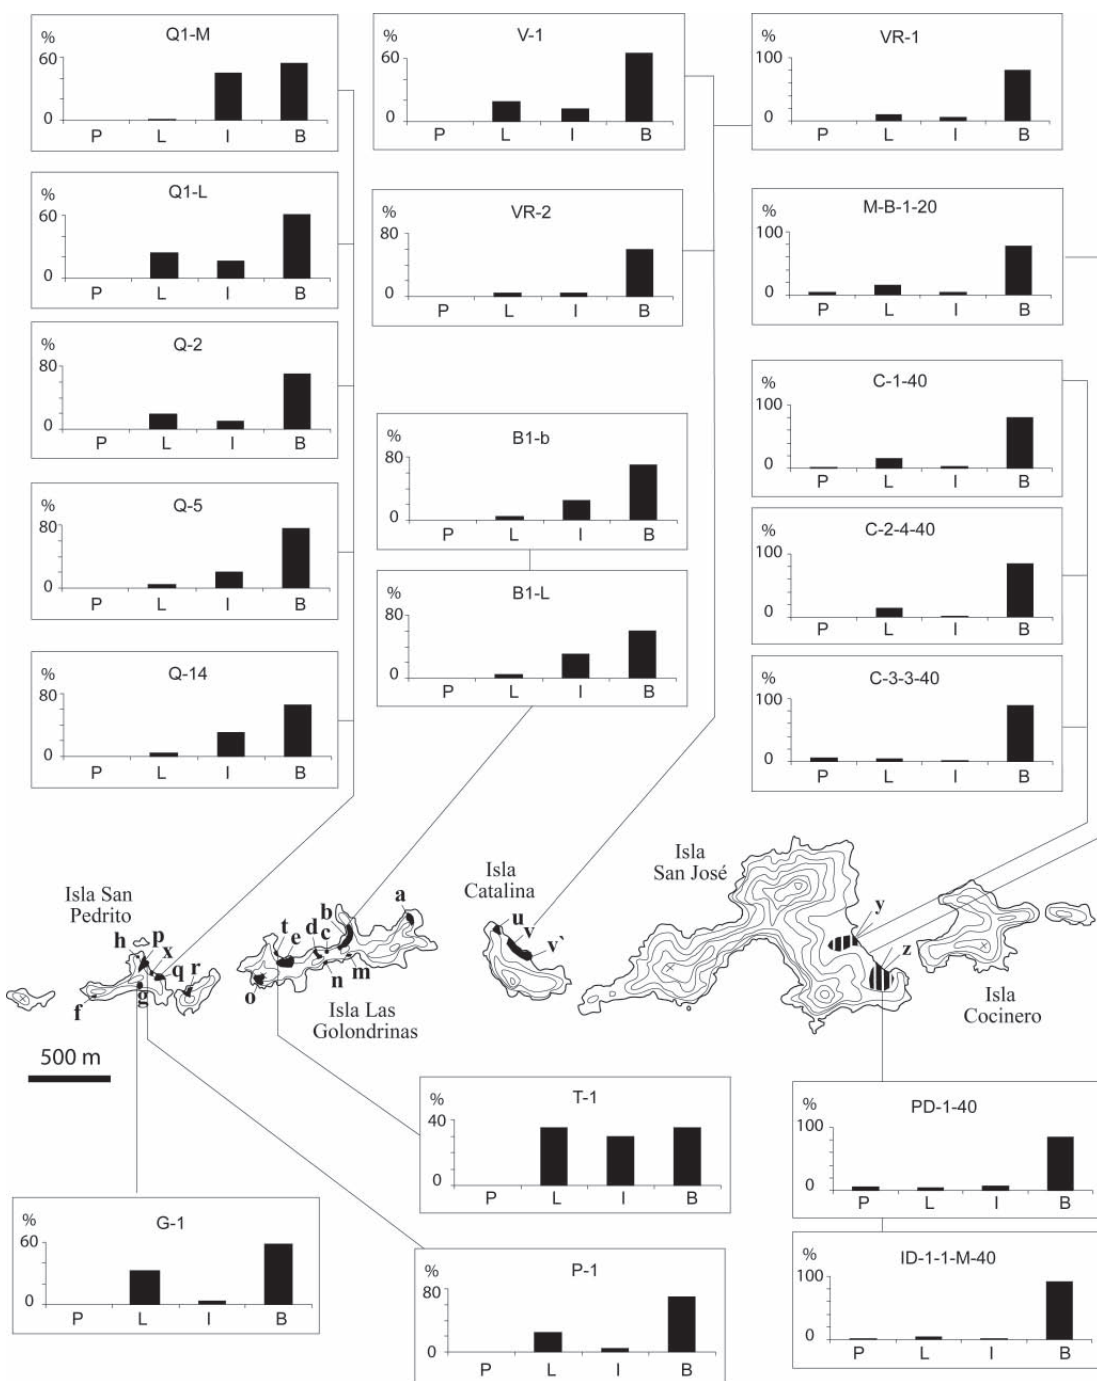 Q1-M
%
60
0
P L I B
V-1
%
60
0
P L I B
VR-1
%
100
0
P L I B
Q1-L
%
60
0
P L I B
VR-2
%
80
0
P L I B
M-B-1-20
%
100
0
P L I B
Q-2
%
80
0
P L I B
C-1-40
%
100
0
P L I B
B1-b
%
80
0
P L I B
Q-5
%
80
0
P L I B
C-2-4-40
%
100
0
P L I B
B1-L
%
80
0
P L I B
Q-14
%
80
0
P L I B
C-3-3-40
%
100
0
P L I B
Isla San
Pedrito
h p x q r f g
t e d c b a o n m
Isla Las
Golondrinas
Isla
Catalina
u
v v`
Isla
San José
y
z
Isla
Cocinero
500 m
T-1
%
40
0
P L I B
PD-1-40
%
100
0
P L I B
G-1
%
60
0
P L I B
P-1
%
80
0
P L I B
ID-1-1-M-40
%
100
0
P L I B